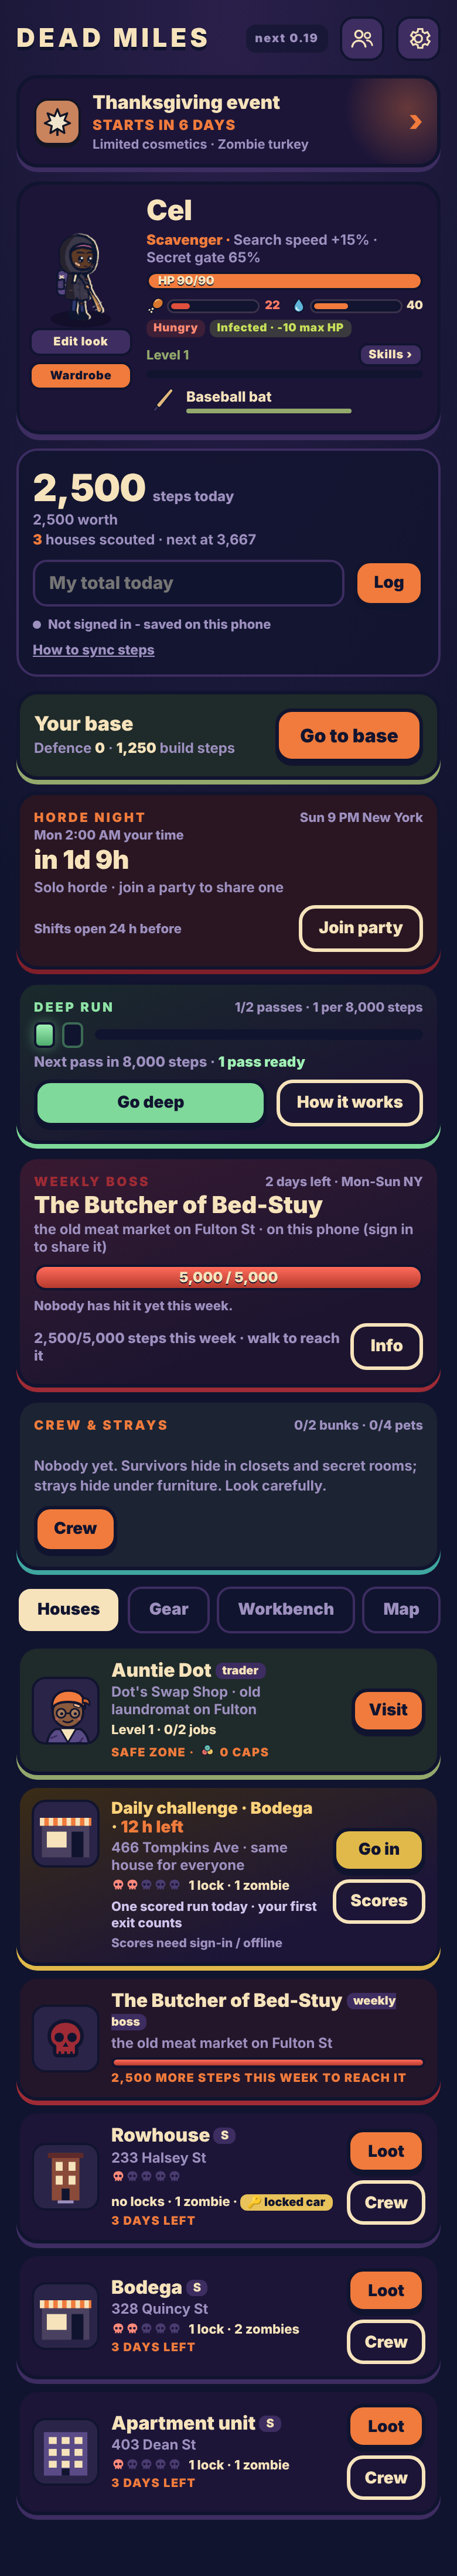 DEAD MILES
next 0.19
Thanksgiving event
STARTS IN 6 DAYS
Limited cosmetics · Zombie turkey
›
Cel
Scavenger · Search speed +15% ·
Secret gate 65%
HP 90/90
22
40
Hungry
Infected · -10 max HP
Edit look
Level 1
Skills ›
Wardrobe
Baseball bat
2,500 steps today
2,500 worth
3 houses scouted · next at 3,667
My total today
Log
Not signed in - saved on this phone
How to sync steps
Your base
Defence 0 · 1,250 build steps
Go to base
HORDE NIGHT
Sun 9 PM New York
Mon 2:00 AM your time
in 1d 9h
Solo horde · join a party to share one
Shifts open 24 h before
Join party
DEEP RUN
1/2 passes · 1 per 8,000 steps
Next pass in 8,000 steps · 1 pass ready
Go deep
How it works
WEEKLY BOSS
2 days left · Mon-Sun NY
The Butcher of Bed-Stuy
the old meat market on Fulton St · on this phone (sign in
to share it)
5,000 / 5,000
Nobody has hit it yet this week.
2,500/5,000 steps this week · walk to reach
it
Info
CREW & STRAYS
0/2 bunks · 0/4 pets
Nobody yet. Survivors hide in closets and secret rooms;
strays hide under furniture. Look carefully.
Crew
Houses
Gear
Workbench
Map
Auntie Dot trader
Dot's Swap Shop · old
laundromat on Fulton
Level 1 · 0/2 jobs
SAFE ZONE · 0 CAPS
Visit
Daily challenge · Bodega
· 12 h left
466 Tompkins Ave · same
house for everyone
1 lock · 1 zombie
One scored run today · your first
exit counts
Scores need sign-in / offline
Go in
Scores
The Butcher of Bed-Stuy weekly
boss
the old meat market on Fulton St
2,500 MORE STEPS THIS WEEK TO REACH IT
Rowhouse S
233 Halsey St
no locks · 1 zombie · locked car
3 DAYS LEFT
Loot
Crew
Bodega S
328 Quincy St
1 lock · 2 zombies
3 DAYS LEFT
Loot
Crew
Apartment unit S
403 Dean St
1 lock · 1 zombie
3 DAYS LEFT
Loot
Crew